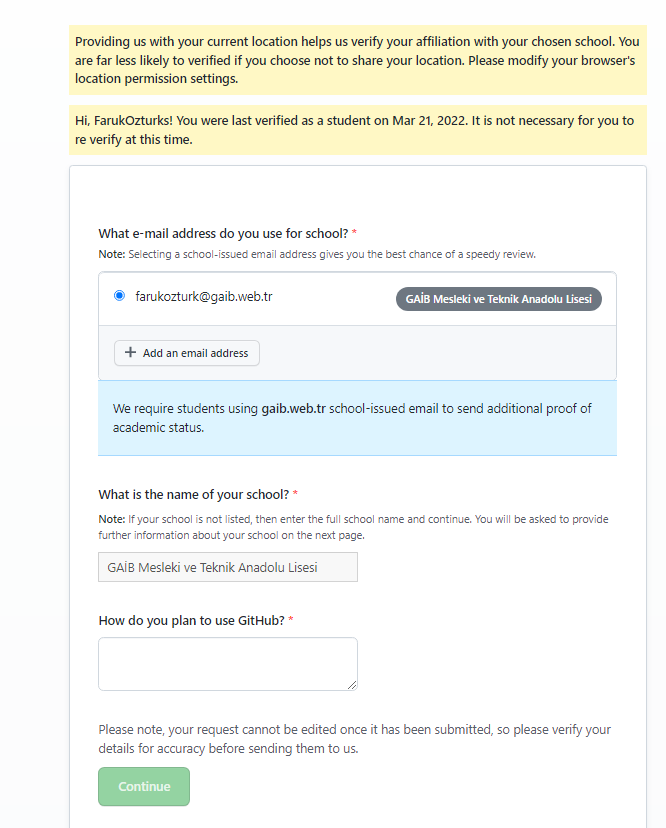 Providing us with your current location helps us verify your affiliation with your chosen school. You
are far less likely to verified if you choose not to share your location. Please modify your browser's
location permission settings.
Hi, FarukOzturks! You were last verified as a student on Mar 21, 2022. It is not necessary for you to
re verify at this time.
What e-mail address do you use for school? *
Note: Selecting a school-issued email address gives you the best chance of a speedy review.
farukozturk@gaib.web.tr GAİB Mesleki ve Teknik Anadolu Lisesi
+ Add an email address
We require students using gaib.web.tr school-issued email to send additional proof of
academic status.
What is the name of your school? *
Note: If your school is not listed, then enter the full school name and continue. You will be asked to provide
further information about your school on the next page.
GAİB Mesleki ve Teknik Anadolu Lisesi
How do you plan to use GitHub? *
Please note, your request cannot be edited once it has been submitted, so please verify your
details for accuracy before sending them to us.
Continue